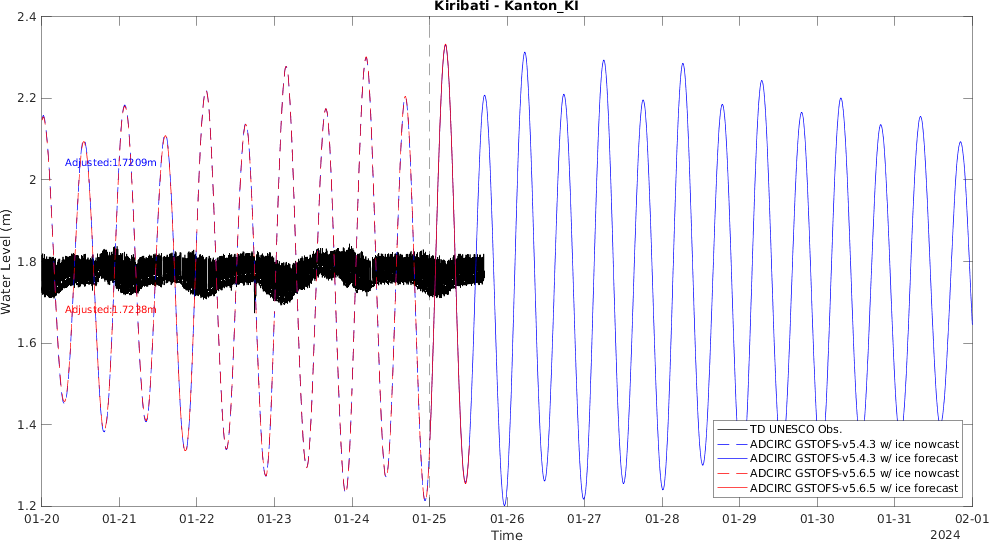 Kiribati - Kanton_KI
2.4
2.2
2
1.8
1.6
1.4
1.2
Water Level (m)
Adjusted:1.7209m
Adjusted:1.7238m
TD UNESCO Obs.
ADCIRC GSTOFS-v5.4.3 w/ ice nowcast
ADCIRC GSTOFS-v5.4.3 w/ ice forecast
ADCIRC GSTOFS-v5.6.5 w/ ice nowcast
ADCIRC GSTOFS-v5.6.5 w/ ice forecast
01-20 01-21 01-22 01-23 01-24 01-25 01-26 01-27 01-28 01-29 01-30 01-31 02-01
Time
2024